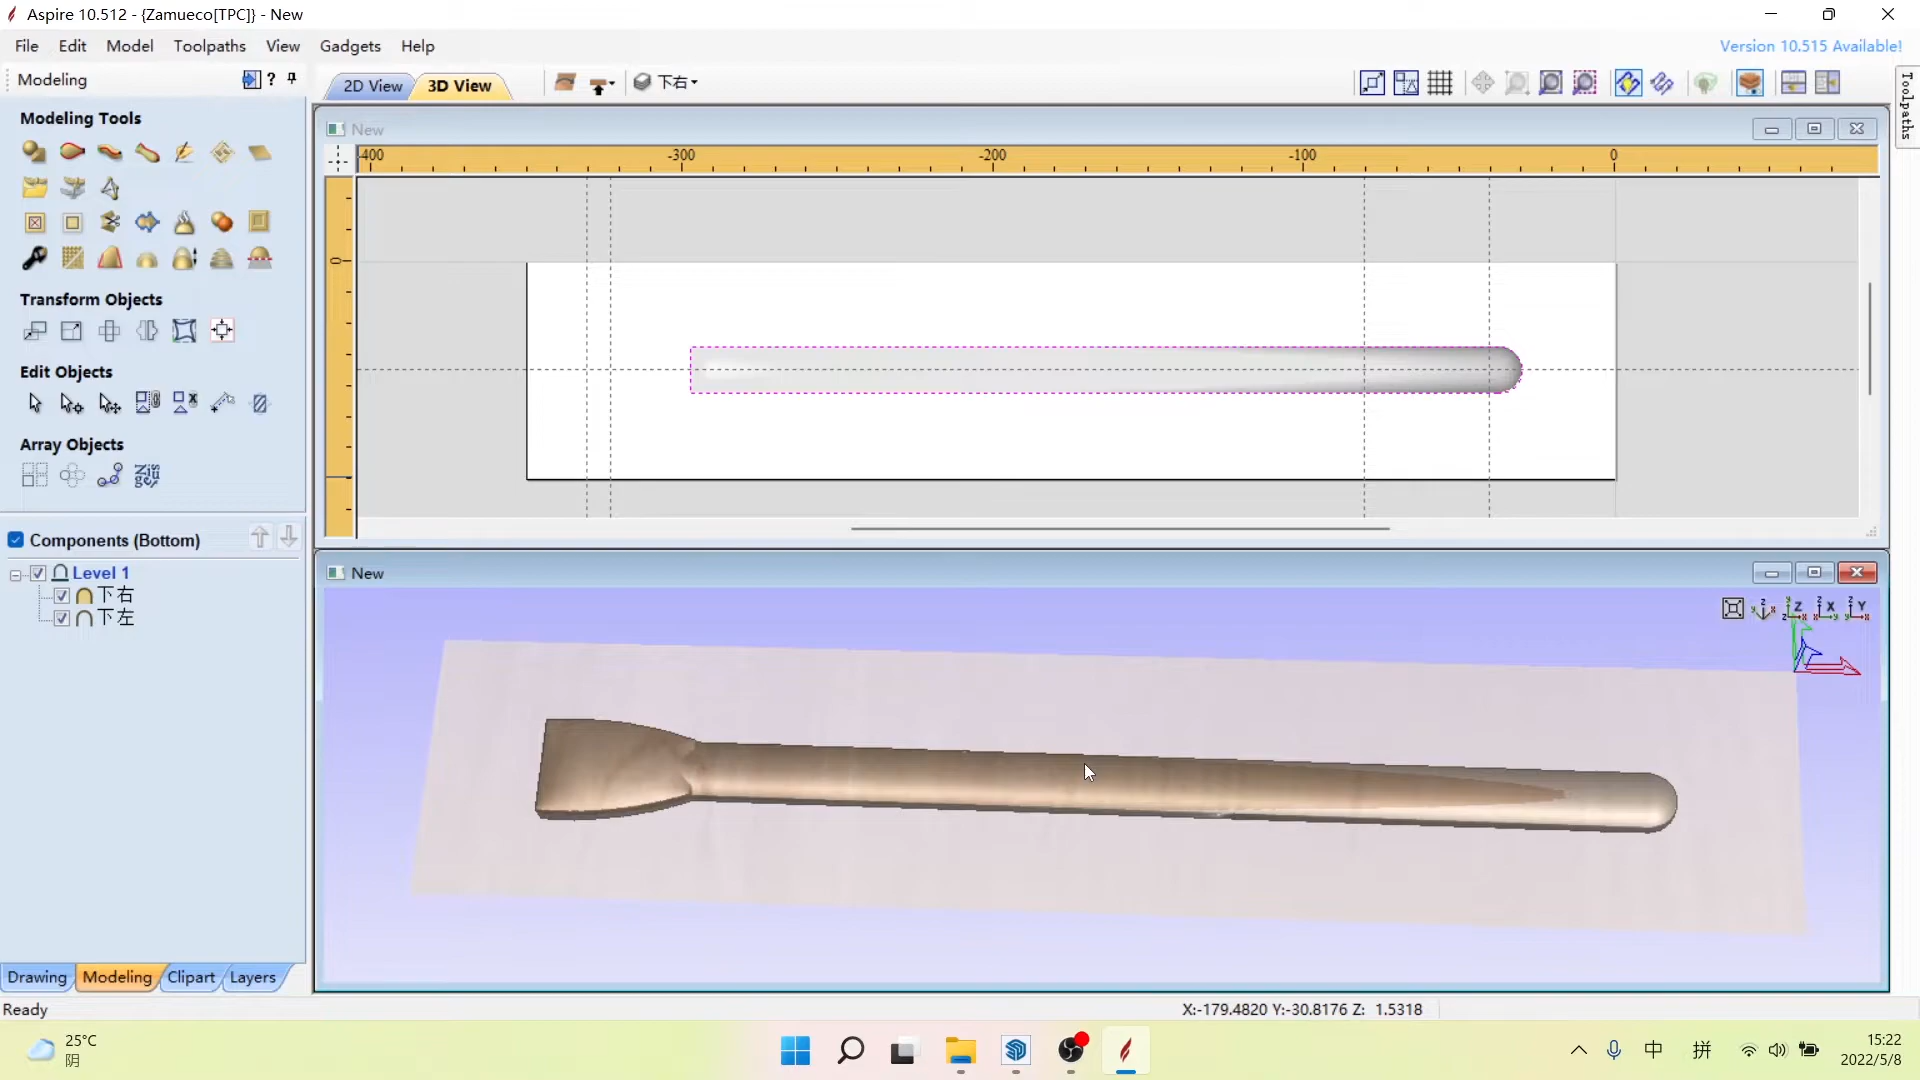 Aspire 10.512 - {Zamueco[TPC]} - New
File Edit Model Toolpaths View Gadgets Help
Version 10.515 Available!
Modeling
?
2D View
3D View
下右
Toolpaths
Modeling Tools
New
-400 -300 -200 -100 0
0
Transform Objects
Edit Objects
Array Objects
Components (Bottom)
Level 1
下右
下左
New
Drawing Modeling Clipart Layers
Ready
X:-179.4820 Y:-30.8176 Z: 1.5318
25°C
阴
中
拼
15:22
2022/5/8